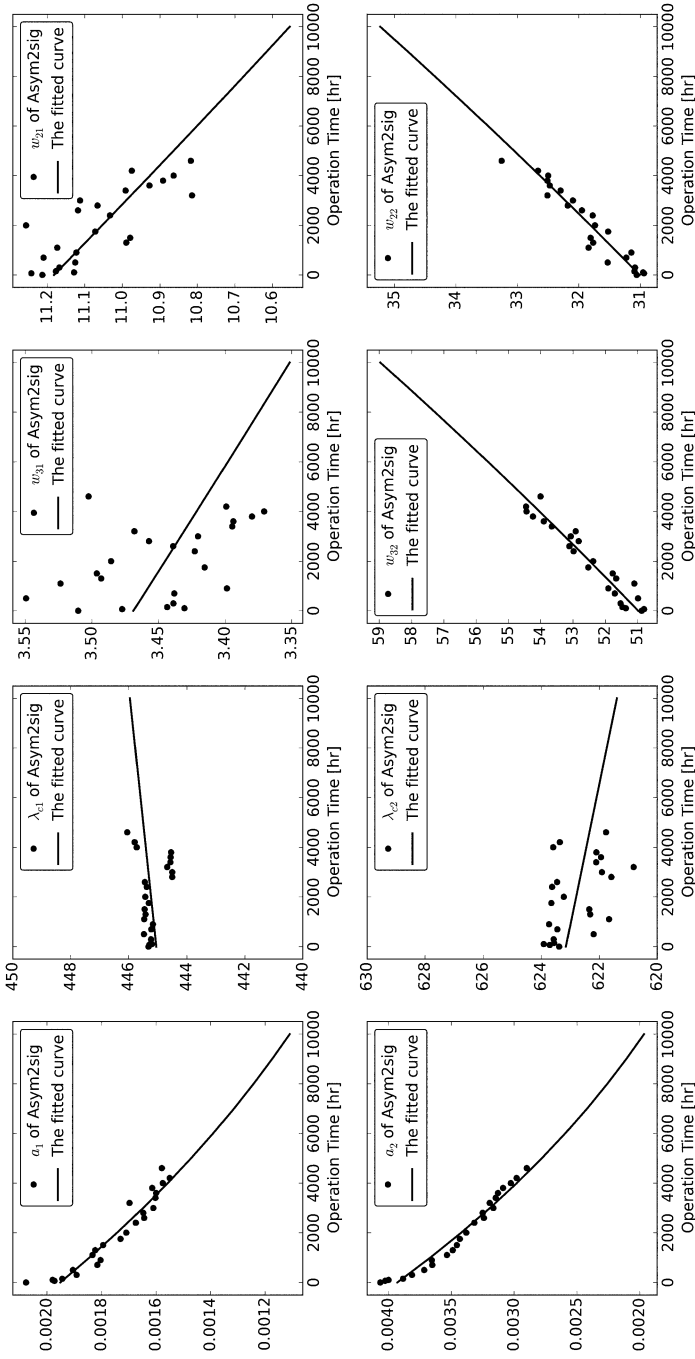 0.0020
0.0018
0.0016
0.0014
0.0012
a₁ of Asym2sig
The fitted curve
0 2000 4000 6000 8000 10000
Operation Time [hr]
450
448
446
444
442
440
λ_c1 of Asym2sig
The fitted curve
0 2000 4000 6000 8000 10000
Operation Time [hr]
3.55
3.50
3.45
3.40
3.35
w₃₁ of Asym2sig
The fitted curve
0 2000 4000 6000 8000 10000
Operation Time [hr]
11.2
11.1
11.0
10.9
10.8
10.7
10.6
w₂₁ of Asym2sig
The fitted curve
0 2000 4000 6000 8000 10000
Operation Time [hr]
0.0040
0.0035
0.0030
0.0025
0.0020
a₂ of Asym2sig
The fitted curve
0 2000 4000 6000 8000 10000
Operation Time [hr]
630
628
626
624
622
620
λ_c2 of Asym2sig
The fitted curve
0 2000 4000 6000 8000 10000
Operation Time [hr]
59
58
57
56
55
54
53
52
51
w₃₂ of Asym2sig
The fitted curve
0 2000 4000 6000 8000 10000
Operation Time [hr]
35
34
33
32
31
w₂₂ of Asym2sig
The fitted curve
0 2000 4000 6000 8000 10000
Operation Time [hr]